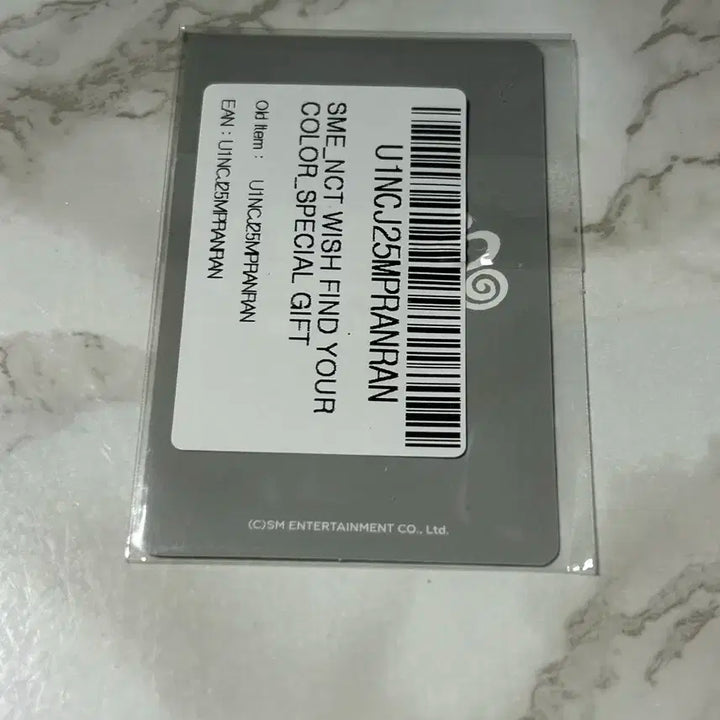 U1NCJ25MPRANRAN
SME_NCT WISH FIND YOUR
COLOR_SPECIAL GIFT
Old Item : U1NCJ25MPRANRAN
EAN : U1NCJ25MPRANRAN
(C)SM ENTERTAINMENT CO., Ltd.